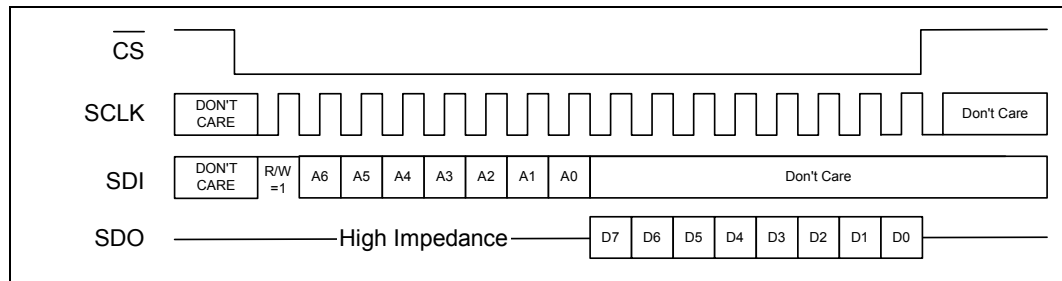 CS
SCLK DON'T CARE Don't Care
SDI DON'T CARE R/W =1 A6 A5 A4 A3 A2 A1 A0 Don't Care
SDO High Impedance D7 D6 D5 D4 D3 D2 D1 D0